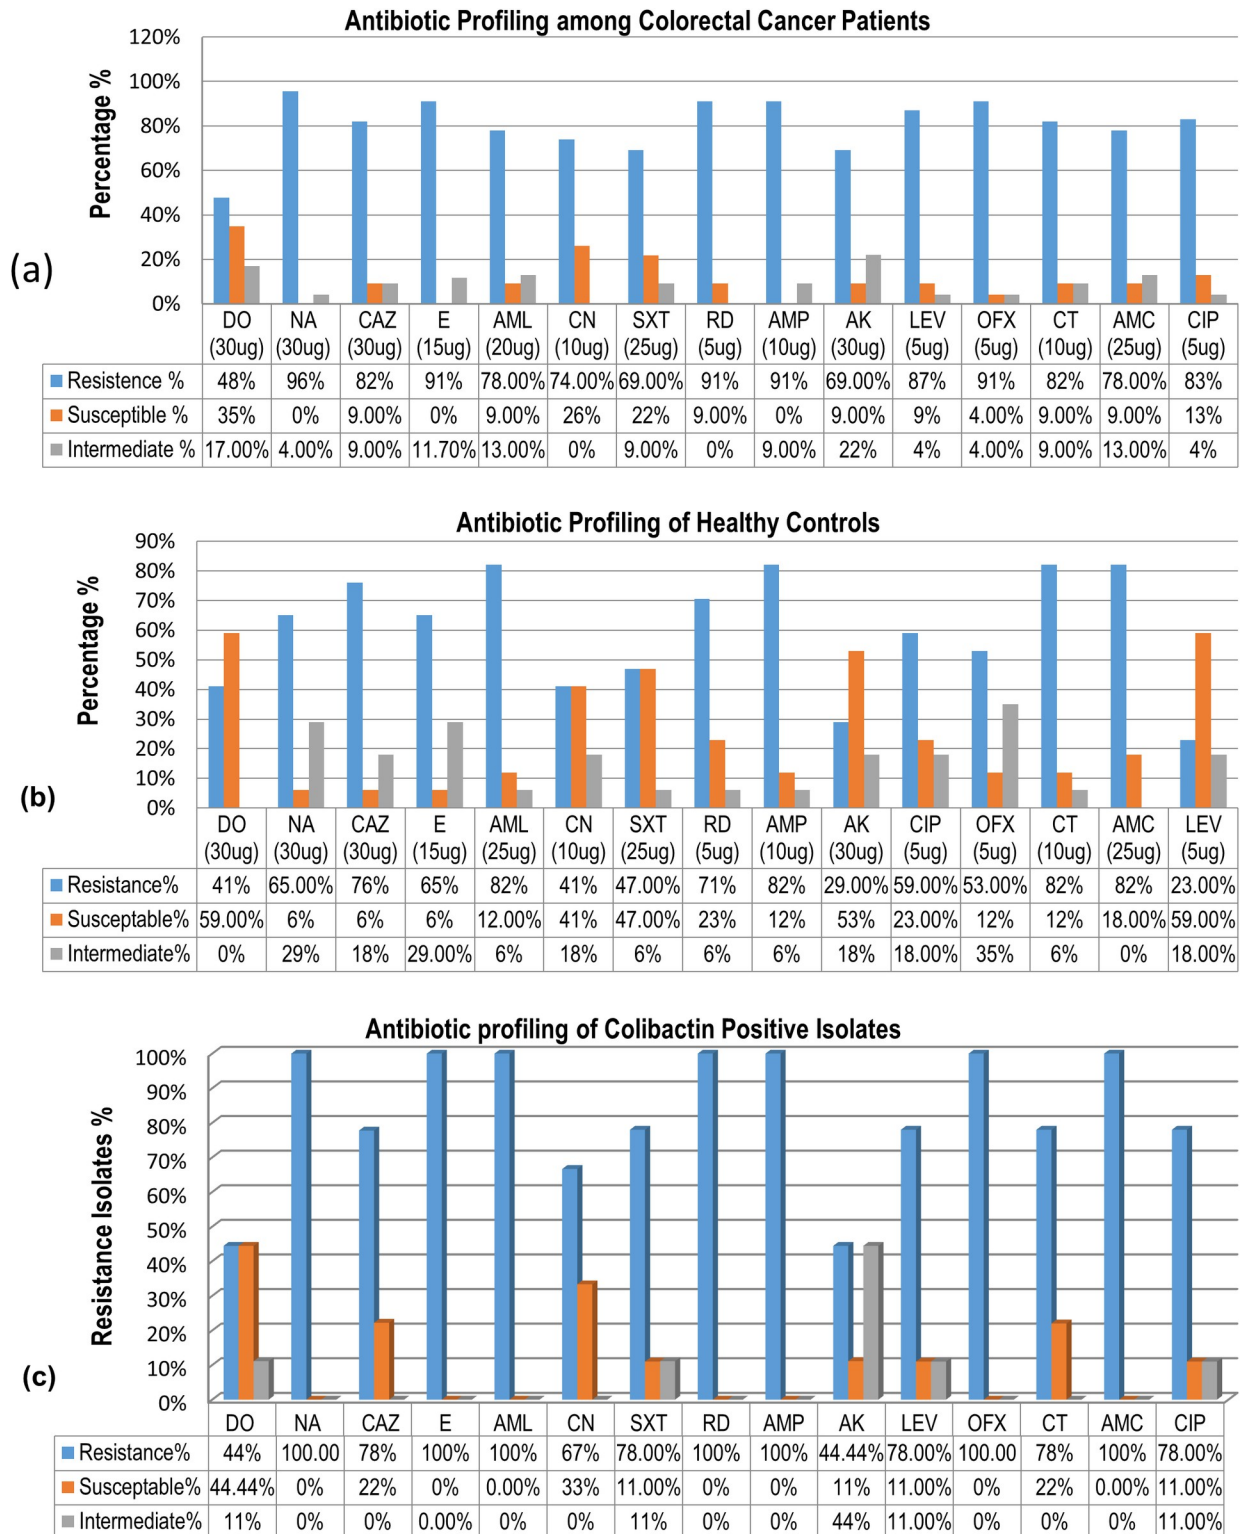 Antibiotic Profiling among Colorectal Cancer Patients
120%
100%
80%
60%
40%
20%
0%
Percentage %
(a)
DO NA CAZ E AML CN SXT RD AMP AK LEV OFX CT AMC CIP
(30ug) (30ug) (30ug) (15ug) (20ug) (10ug) (25ug) (5ug) (10ug) (30ug) (5ug) (5ug) (10ug) (25ug) (5ug)
Resistence % 48% 96% 82% 91% 78.00% 74.00% 69.00% 91% 91% 69.00% 87% 91% 82% 78.00% 83%
Susceptible % 35% 0% 9.00% 0% 9.00% 26% 22% 9.00% 0% 9.00% 9% 4.00% 9.00% 9.00% 13%
Intermediate % 17.00% 4.00% 9.00% 11.70% 13.00% 0% 9.00% 0% 9.00% 22% 4% 4.00% 9.00% 13.00% 4%
Antibiotic Profiling of Healthy Controls
90%
80%
70%
60%
50%
40%
30%
20%
10%
0%
Percentage %
(b)
DO NA CAZ E AML CN SXT RD AMP AK CIP OFX CT AMC LEV
(30ug) (30ug) (30ug) (15ug) (25ug) (10ug) (25ug) (5ug) (10ug) (30ug) (5ug) (5ug) (10ug) (25ug) (5ug)
Resistance% 41% 65.00% 76% 65% 82% 41% 47.00% 71% 82% 29.00% 59.00% 53.00% 82% 82% 23.00%
Susceptable% 59.00% 6% 6% 6% 12.00% 41% 47.00% 23% 12% 53% 23.00% 12% 12% 18.00% 59.00%
Intermediate% 0% 29% 18% 29.00% 6% 18% 6% 6% 6% 18% 18.00% 35% 6% 0% 18.00%
Antibiotic profiling of Colibactin Positive Isolates
100%
90%
80%
70%
60%
50%
40%
30%
20%
10%
0%
Resistance Isolates %
(c)
DO NA CAZ E AML CN SXT RD AMP AK LEV OFX CT AMC CIP
Resistance% 44% 100.00 78% 100% 100% 67% 78.00% 100% 100% 44.44% 78.00% 100.00 78% 100% 78.00%
Susceptable% 44.44% 0% 22% 0% 0.00% 33% 11.00% 0% 0% 11% 11.00% 0% 22% 0.00% 11.00%
Intermediate% 11% 0% 0% 0.00% 0% 0% 11% 0% 0% 44% 11.00% 0% 0% 0% 11.00%